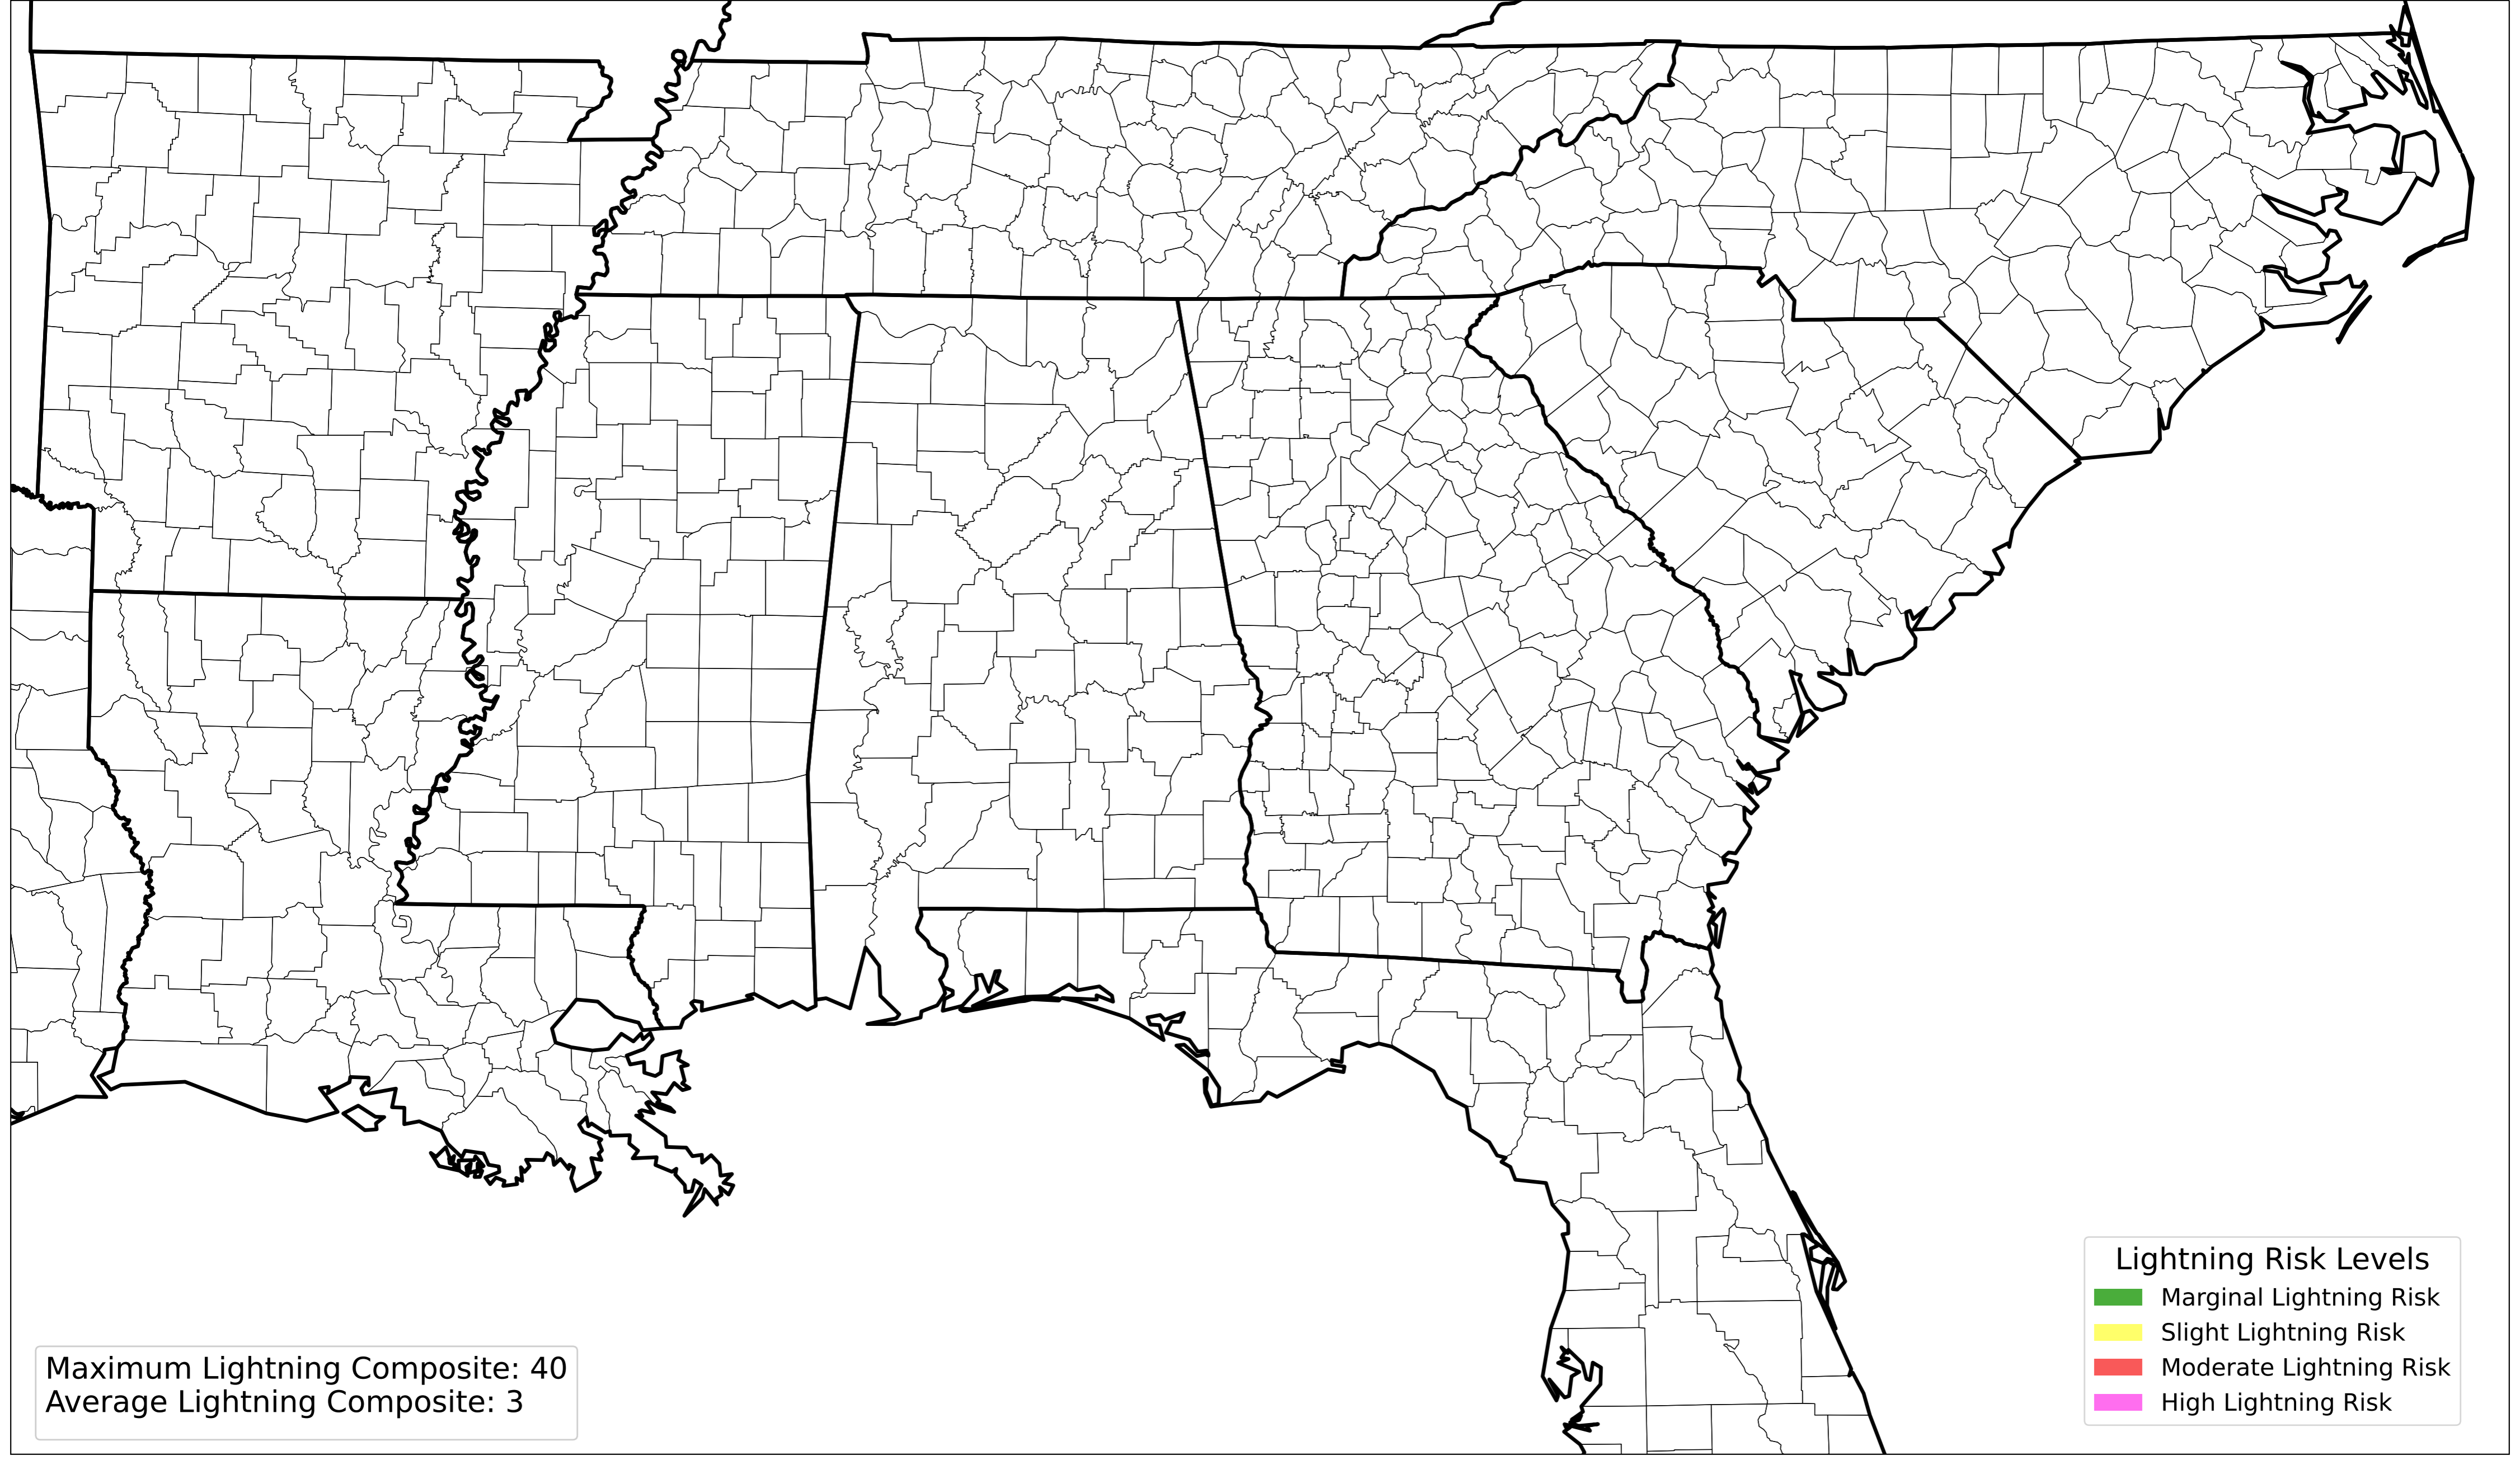 Maximum Lightning Composite: 40
Average Lightning Composite: 3
Lightning Risk Levels
Marginal Lightning Risk
Slight Lightning Risk
Moderate Lightning Risk
High Lightning Risk